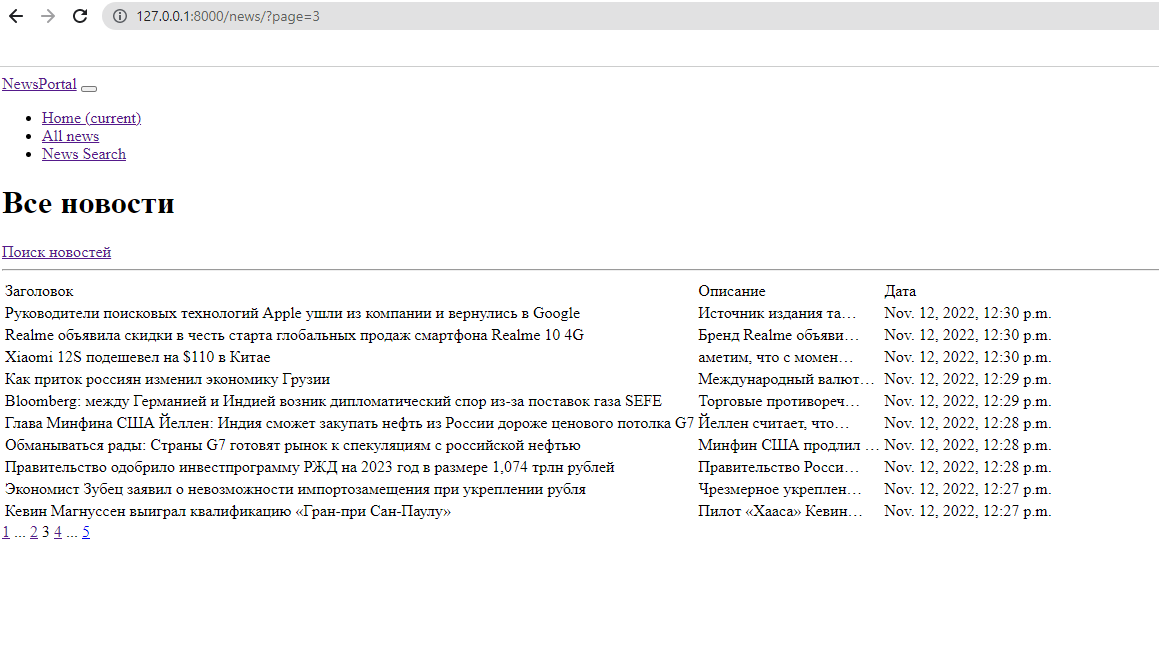 127.0.0.1:8000/news/?page=3
NewsPortal
Home (current)
All news
News Search
Все новости
Поиск новостей
Заголовок Описание Дата
Руководители поисковых технологий Apple ушли из компании и вернулись в Google Источник издания та… Nov. 12, 2022, 12:30 p.m.
Realme объявила скидки в честь старта глобальных продаж смартфона Realme 10 4G Бренд Realme объяви… Nov. 12, 2022, 12:30 p.m.
Xiaomi 12S подешевел на $110 в Китае аметим, что с момен… Nov. 12, 2022, 12:30 p.m.
Как приток россиян изменил экономику Грузии Международный валют… Nov. 12, 2022, 12:29 p.m.
Bloomberg: между Германией и Индией возник дипломатический спор из-за поставок газа SEFE Торговые противореч… Nov. 12, 2022, 12:29 p.m.
Глава Минфина США Йеллен: Индия сможет закупать нефть из России дороже ценового потолка G7 Йеллен считает, что… Nov. 12, 2022, 12:28 p.m.
Обманываться рады: Страны G7 готовят рынок к спекуляциям с российской нефтью Минфин США продлил … Nov. 12, 2022, 12:28 p.m.
Правительство одобрило инвестпрограмму РЖД на 2023 год в размере 1,074 трлн рублей Правительство Росси… Nov. 12, 2022, 12:28 p.m.
Экономист Зубец заявил о невозможности импортозамещения при укреплении рубля Чрезмерное укреплен… Nov. 12, 2022, 12:27 p.m.
Кевин Магнуссен выиграл квалификацию «Гран-при Сан-Паулу» Пилот «Хааса» Кевин… Nov. 12, 2022, 12:27 p.m.
1 ... 2 3 4 ... 5